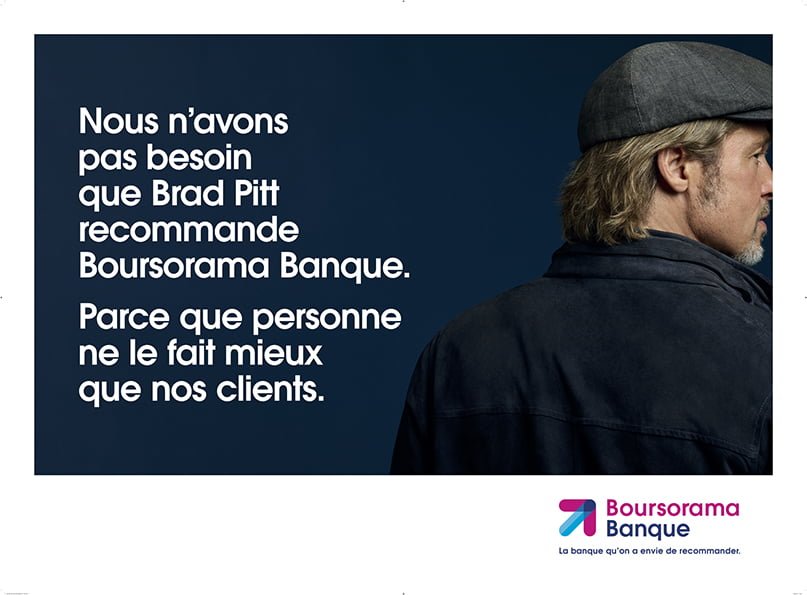 Nous n'avons
pas besoin
que Brad Pitt
recommande
Boursorama Banque.
Parce que personne
ne le fait mieux
que nos clients.
Boursorama
Banque
La banque qu'on a envie de recommander.